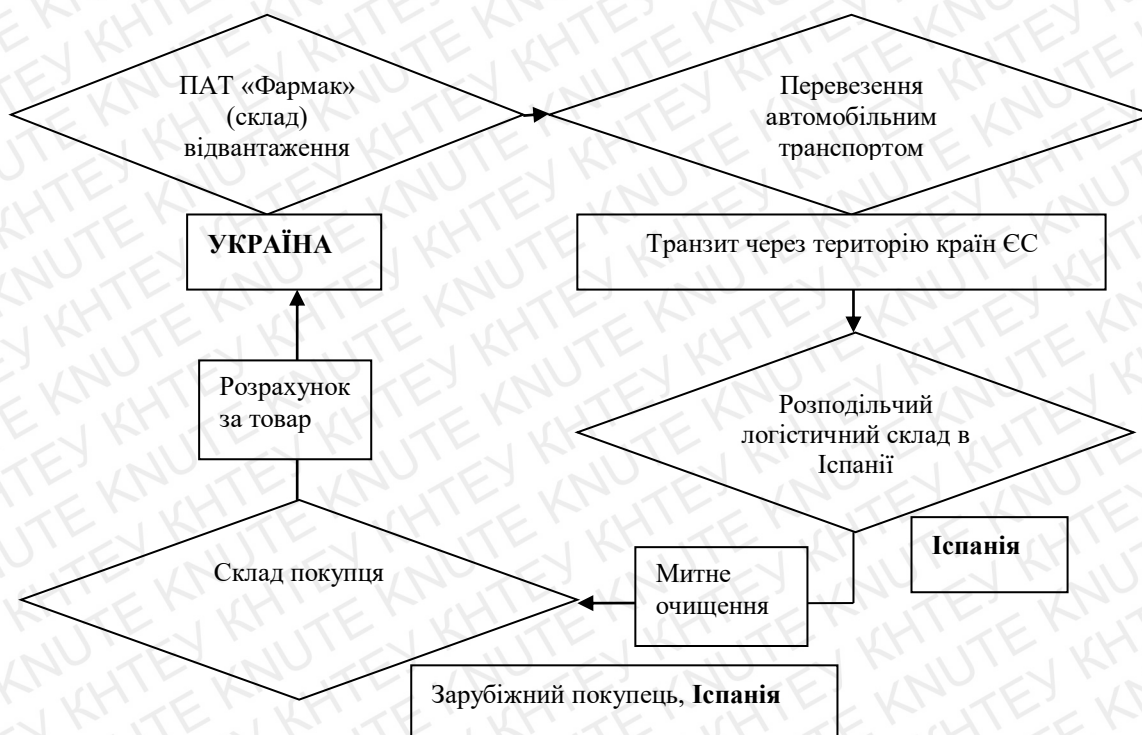 ПАТ «Фармак»
(склад)
відвантаження
Перевезення
автомобільним
транспортом
УКРАЇНА
Транзит через територію країн ЄС
Розрахунок
за товар
Розподільчий
логістичний склад в
Іспанії
Іспанія
Митне
очищення
Склад покупця
Зарубіжний покупець, Іспанія